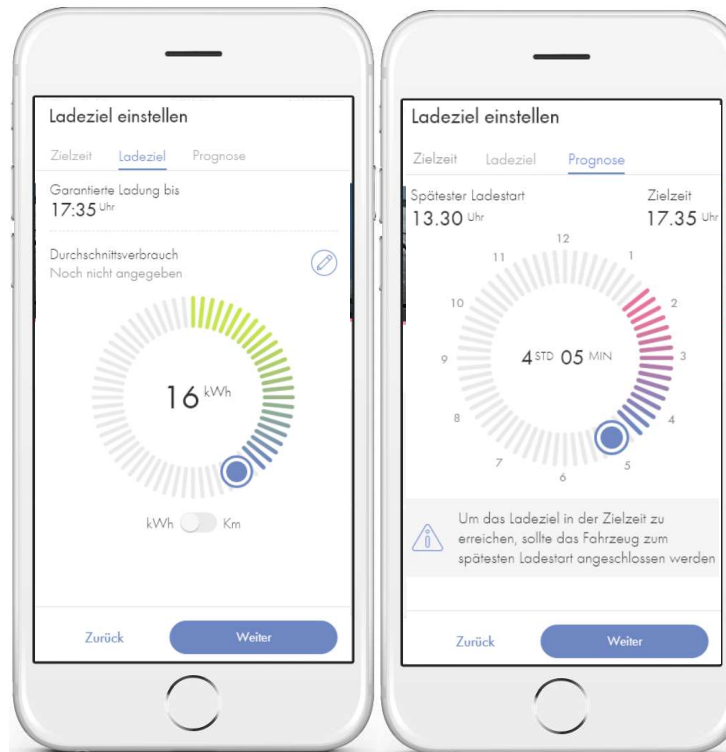 Ladeziel einstellen
Zielzeit Ladeziel Prognose
Garantierte Ladung bis
17:35 Uhr
Durchschnittsverbrauch
Noch nicht angegeben
16 kWh
kWh Km
Zurück Weiter
Ladeziel einstellen
Zielzeit Ladeziel Prognose
Spätester Ladestart Zielzeit
13.30 Uhr 17.35 Uhr
12
11 1
10 2
9 4 STD 05 MIN 3
8 4
7 5
6
Um das Ladeziel in der Zielzeit zu
erreichen, sollte das Fahrzeug zum
spätesten Ladestart angeschlossen werden
Zurück Weiter